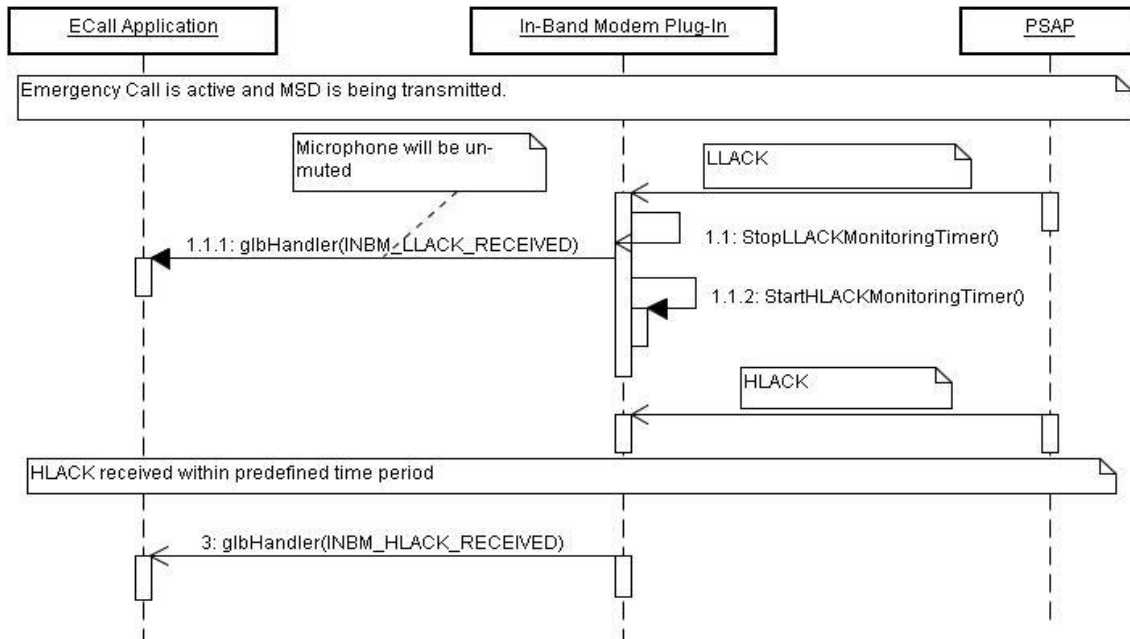 ECall Application
In-Band Modem Plug-In
PSAP
Emergency Call is active and MSD is being transmitted.
Microphone will be un-
muted
LLACK
1.1: StopLLACKMonitoringTimer()
1.1.1: glbHandler(INBM_LLACK_RECEIVED)
1.1.2: StartHLACKMonitoringTimer()
HLACK
HLACK received within predefined time period
3: glbHandler(INBM_HLACK_RECEIVED)